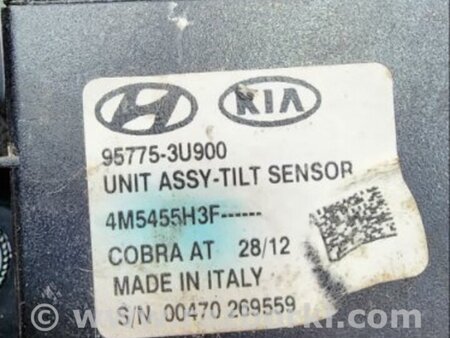 KIA
95775-3U900
UNIT ASSY-TILT SENSOR
4M5455H3F------
COBRA AT 28/12
MADE IN ITALY
S/N 00470 269559